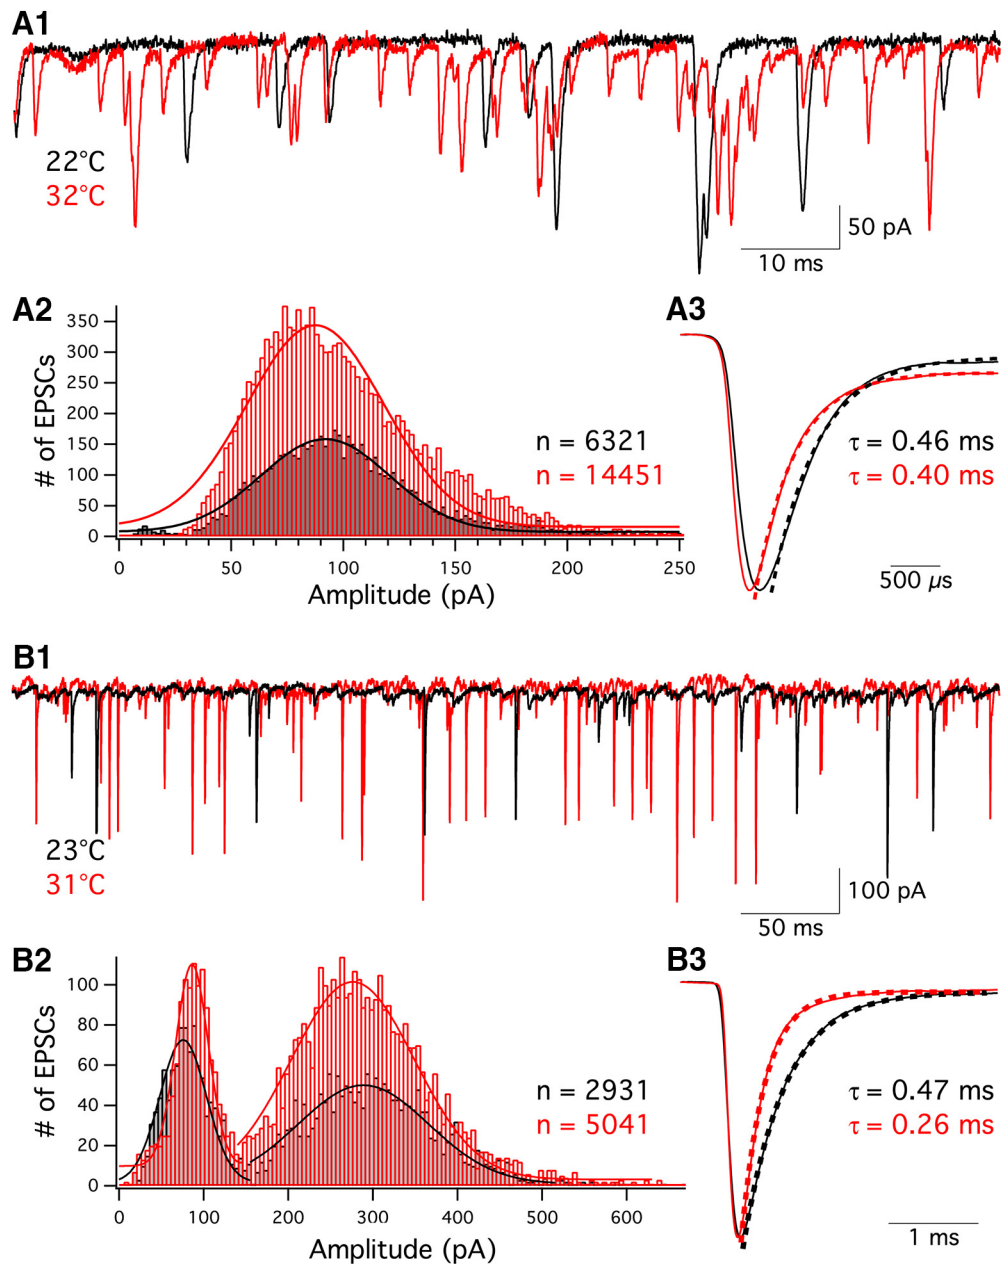 A1
22°C
32°C
50 pA
10 ms
A2
A3
350
300
250
200
150
100
50
0
# of EPSCs
n = 6321
n = 14451
τ = 0.46 ms
τ = 0.40 ms
500 µs
0 50 100 150 200 250
Amplitude (pA)
B1
23°C
31°C
100 pA
50 ms
B2
B3
100
80
60
40
20
0
# of EPSCs
n = 2931
n = 5041
τ = 0.47 ms
τ = 0.26 ms
1 ms
0 100 200 300 400 500 600
Amplitude (pA)